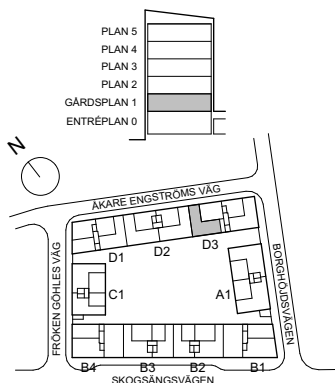 PLAN 5
PLAN 4
PLAN 3
PLAN 2
GÅRDSPLAN 1
ENTRÉPLAN 0
N
ÅKARE ENGSTRÖMS VÄG
D1
D2
D3
FRÖKEN GÖHLES VÄG
BORGHÖJDSVÄGEN
C1
A1
B4
B3
B2
B1
SKOGSÄNGSVÄGEN